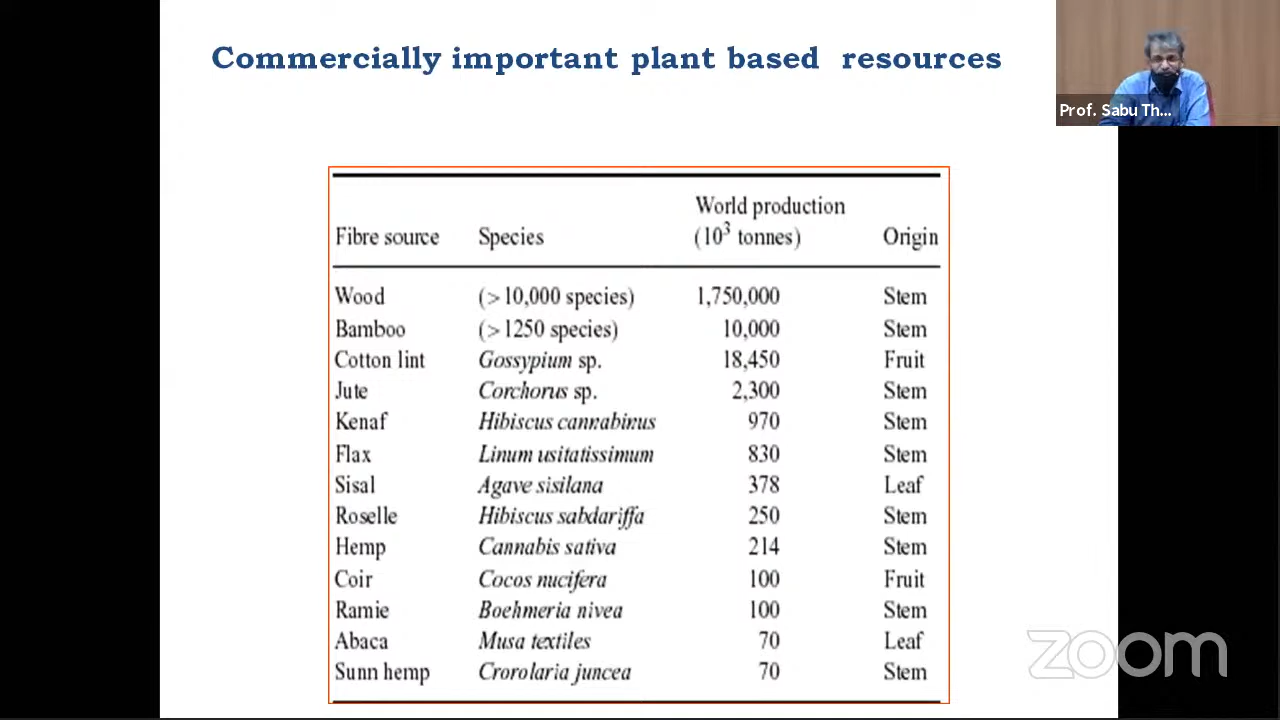 Commercially important plant based resources
Prof. Sabu Th...
World production
Fibre source Species (10³ tonnes) Origin
Wood (> 10,000 species) 1,750,000 Stem
Bamboo (> 1250 species) 10,000 Stem
Cotton lint Gossypium sp. 18,450 Fruit
Jute Corchorus sp. 2,300 Stem
Kenaf Hibiscus cannabinus 970 Stem
Flax Linum usitatissimum 830 Stem
Sisal Agave sisilana 378 Leaf
Roselle Hibiscus sabdariffa 250 Stem
Hemp Cannabis sativa 214 Stem
Coir Cocos nucifera 100 Fruit
Ramie Boehmeria nivea 100 Stem
Abaca Musa textiles 70 Leaf
Sunn hemp Crorolaria juncea 70 Stem
zoom